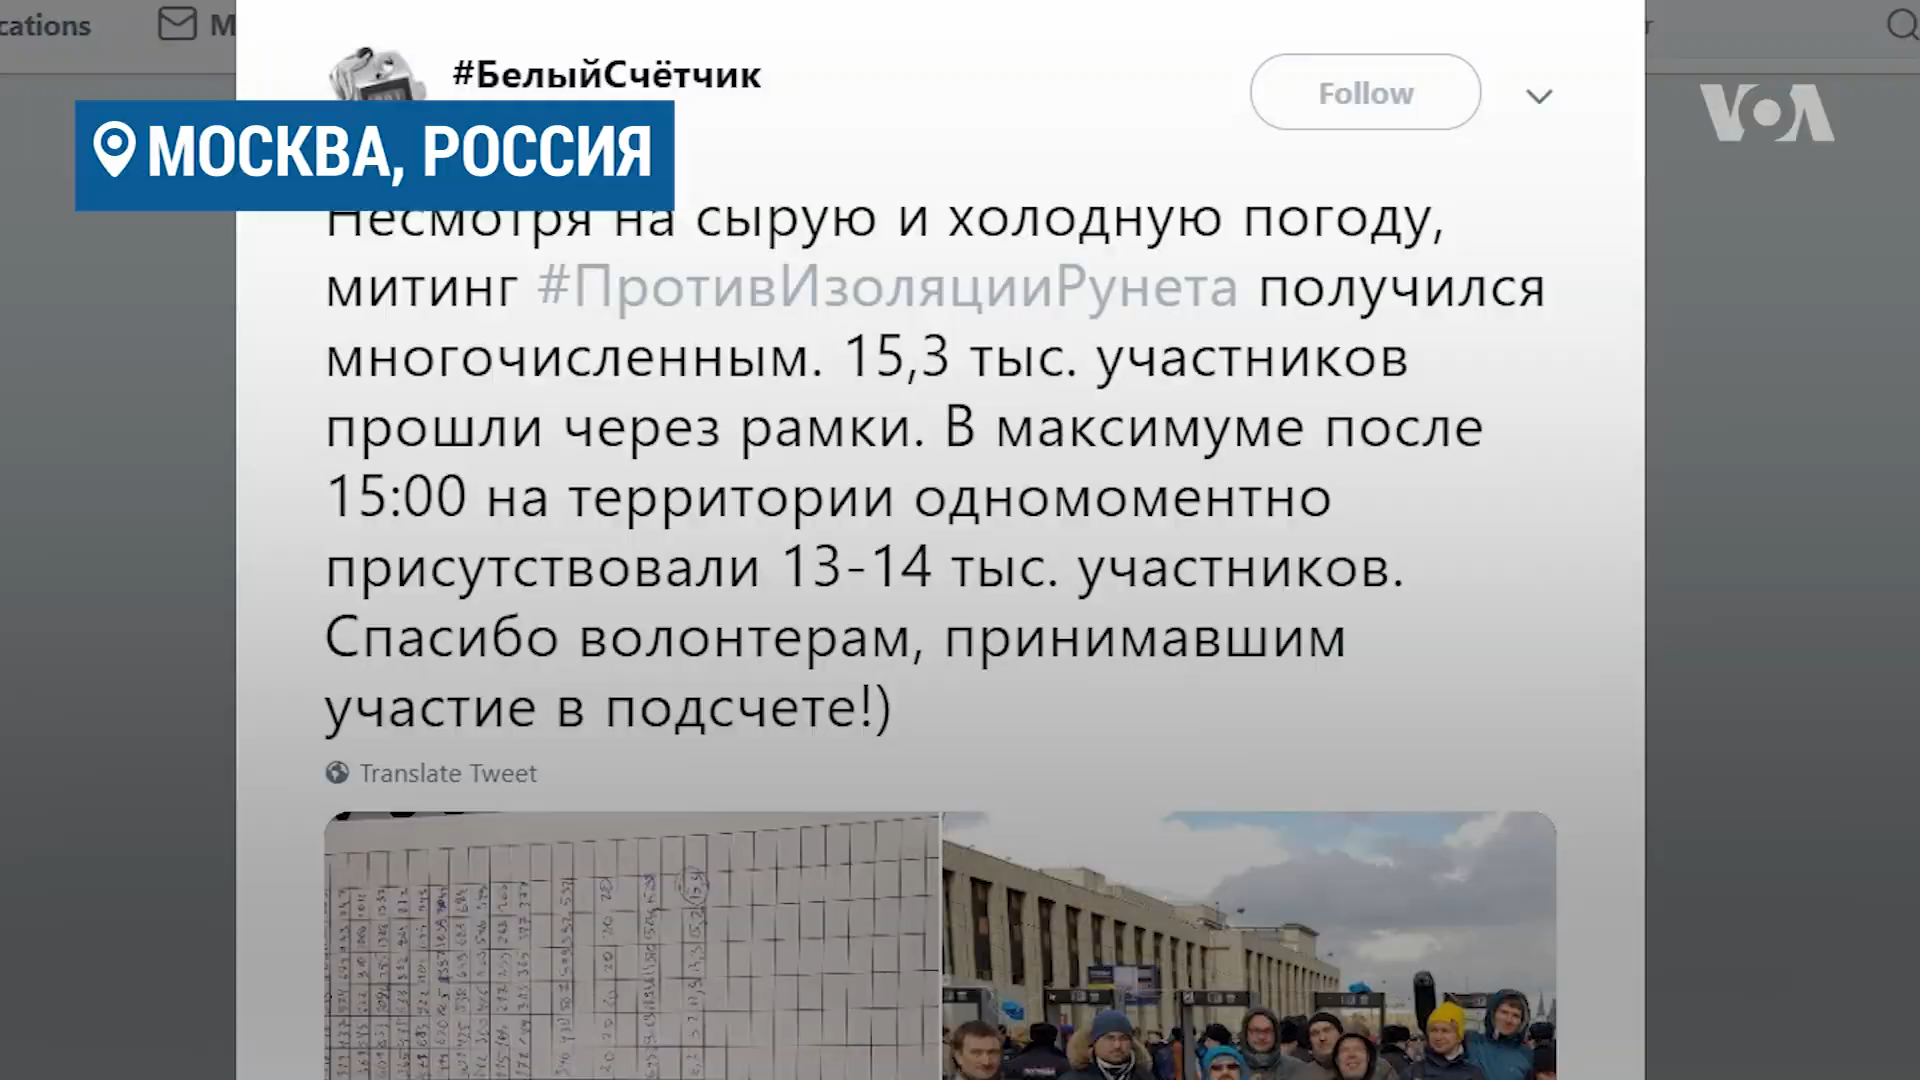 cations
#БелыйСчётчик
Follow
VOA
МОСКВА, РОССИЯ
Несмотря на сырую и холодную погоду,
митинг #ПротивИзоляцииРунета получился
многочисленным. 15,3 тыс. участников
прошли через рамки. В максимуме после
15:00 на территории одномоментно
присутствовали 13-14 тыс. участников.
Спасибо волонтерам, принимавшим
участие в подсчете!)
Translate Tweet